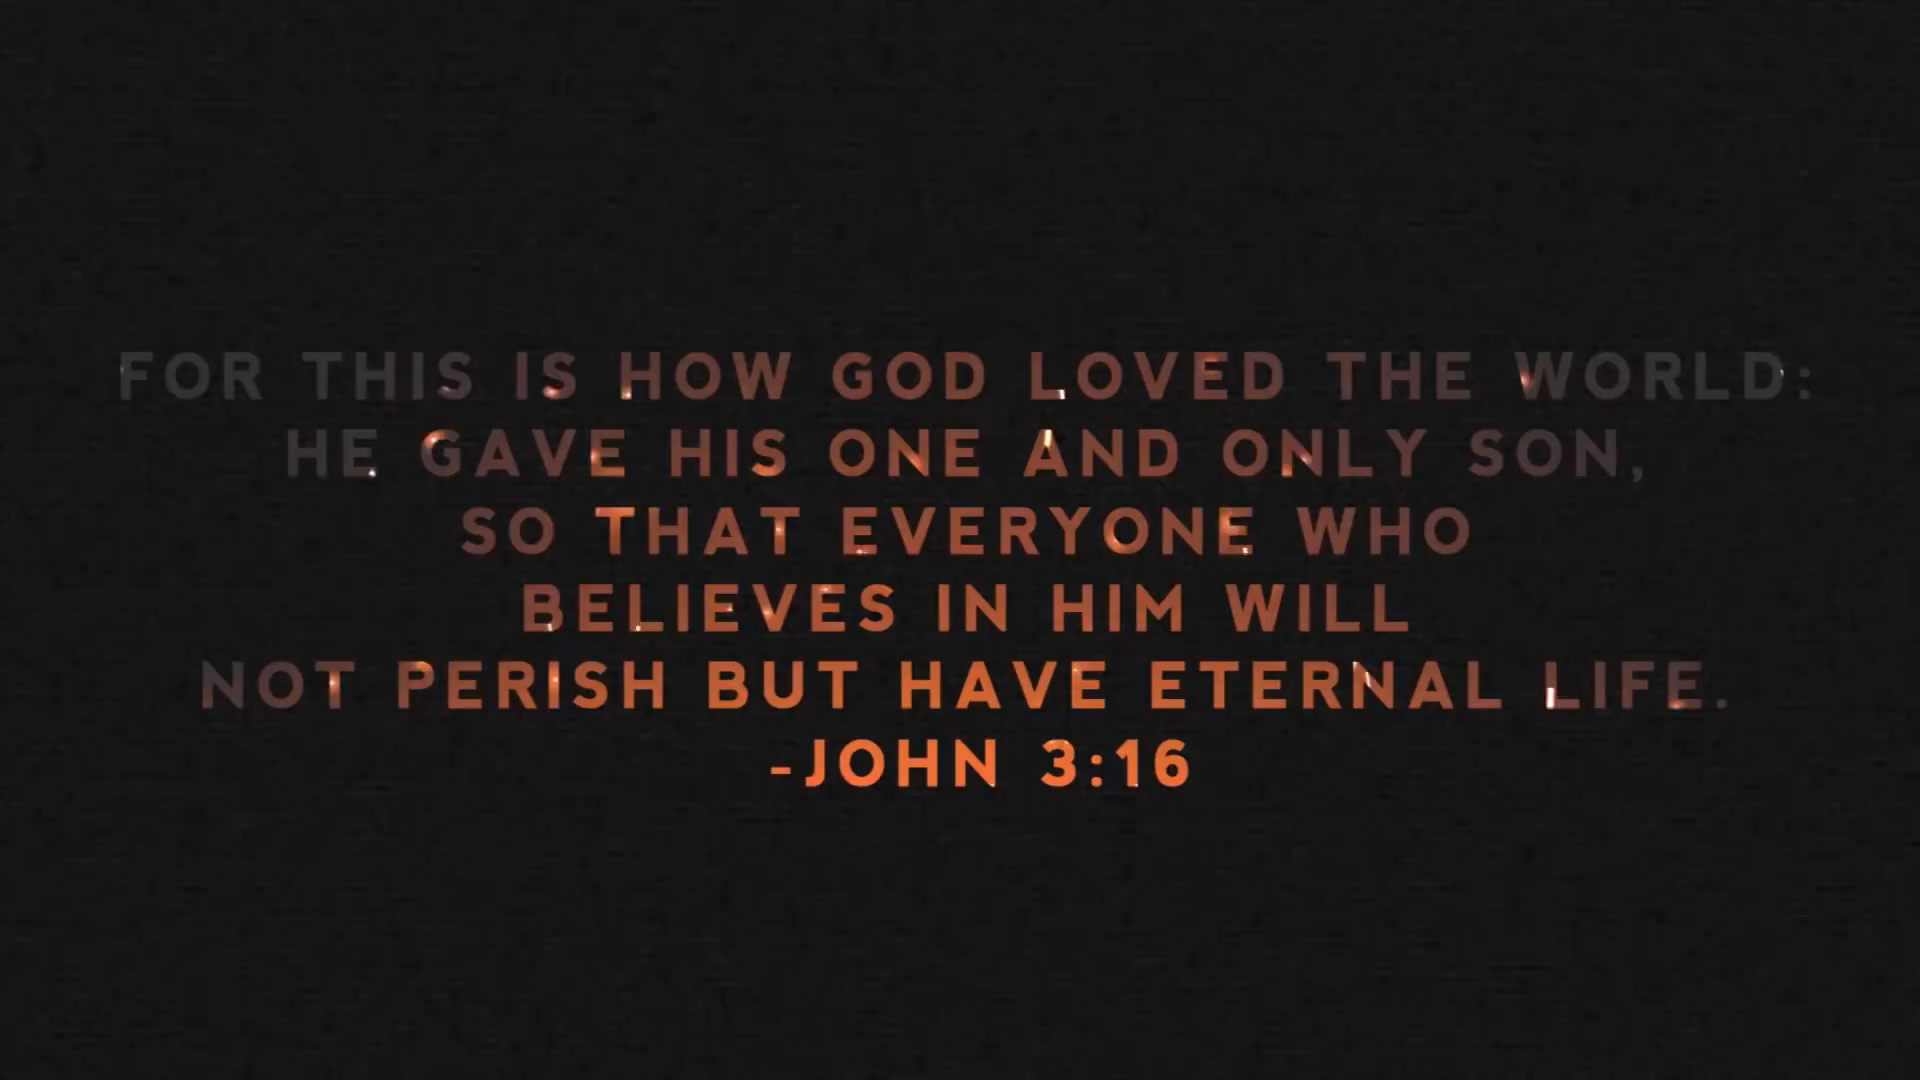 FOR THIS IS HOW GOD LOVED THE WORLD:
HE GAVE HIS ONE AND ONLY SON,
SO THAT EVERYONE WHO
BELIEVES IN HIM WILL
NOT PERISH BUT HAVE ETERNAL LIFE.
-JOHN 3:16